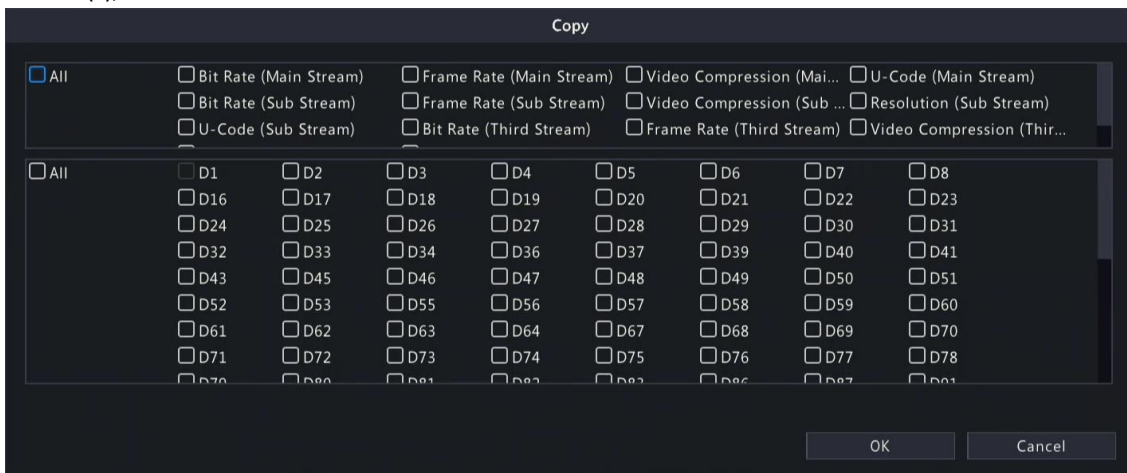 Copy
All Bit Rate (Main Stream) Frame Rate (Main Stream) Video Compression (Mai... U-Code (Main Stream)
Bit Rate (Sub Stream) Frame Rate (Sub Stream) Video Compression (Sub ... Resolution (Sub Stream)
U-Code (Sub Stream) Bit Rate (Third Stream) Frame Rate (Third Stream) Video Compression (Thir...
All D1 D2 D3 D4 D5 D6 D7 D8
D16 D17 D18 D19 D20 D21 D22 D23
D24 D25 D26 D27 D28 D29 D30 D31
D32 D33 D34 D36 D37 D39 D40 D41
D43 D45 D46 D47 D48 D49 D50 D51
D52 D53 D55 D56 D57 D58 D59 D60
D61 D62 D63 D64 D67 D68 D69 D70
D71 D72 D73 D74 D75 D76 D77 D78
OK Cancel